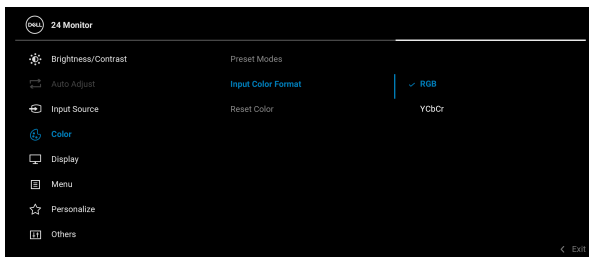 DELL 24 Monitor
Brightness/Contrast Preset Modes
Auto Adjust Input Color Format RGB
Input Source Reset Color YCbCr
Color
Display
Menu
Personalize
Others
Exit